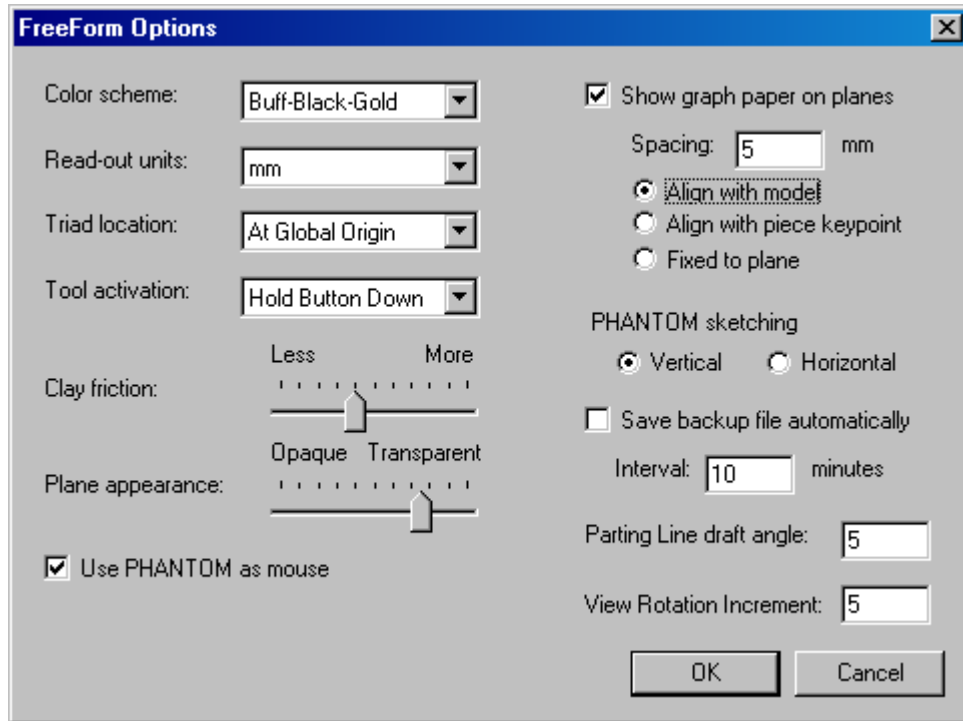 FreeForm Options
Color scheme: Buff-Black-Gold
Read-out units: mm
Triad location: At Global Origin
Tool activation: Hold Button Down
Less More
Clay friction:
Opaque Transparent
Plane appearance:
Use PHANTOM as mouse
Show graph paper on planes
Spacing: 5 mm
Align with model
Align with piece keypoint
Fixed to plane
PHANTOM sketching
Vertical Horizontal
Save backup file automatically
Interval: 10 minutes
Parting Line draft angle: 5
View Rotation Increment: 5
OK Cancel